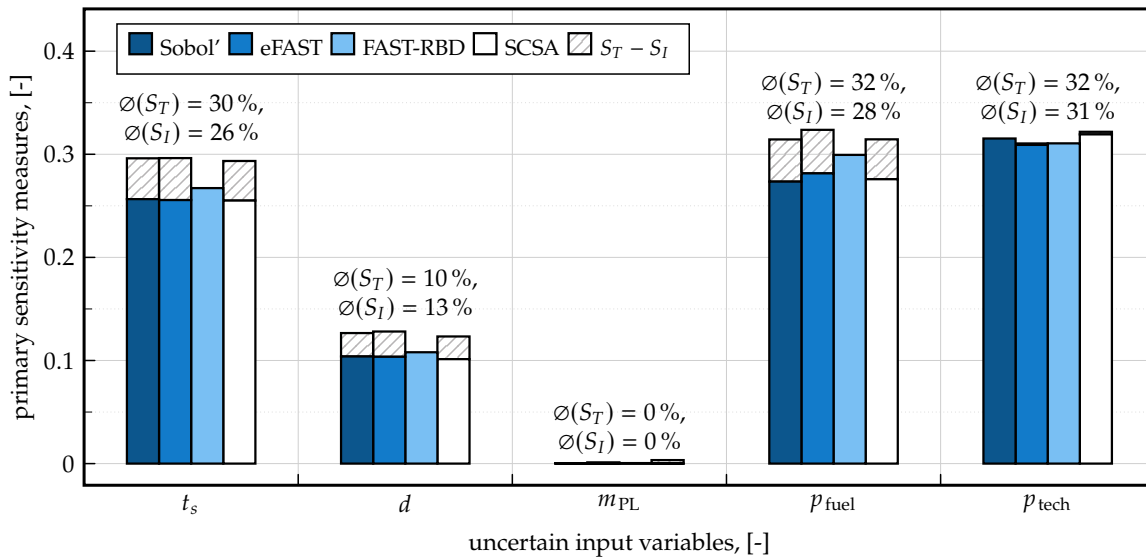 Sobol’ eFAST FAST-RBD SCSA S_T − S_I
primary sensitivity measures, [-]
0.4
0.3
0.2
0.1
0
∅(S_T) = 30 %,
∅(S_I) = 26 %
∅(S_T) = 10 %,
∅(S_I) = 13 %
∅(S_T) = 0 %,
∅(S_I) = 0 %
∅(S_T) = 32 %,
∅(S_I) = 28 %
∅(S_T) = 32 %,
∅(S_I) = 31 %
t_s d m_PL p_fuel p_tech
uncertain input variables, [-]